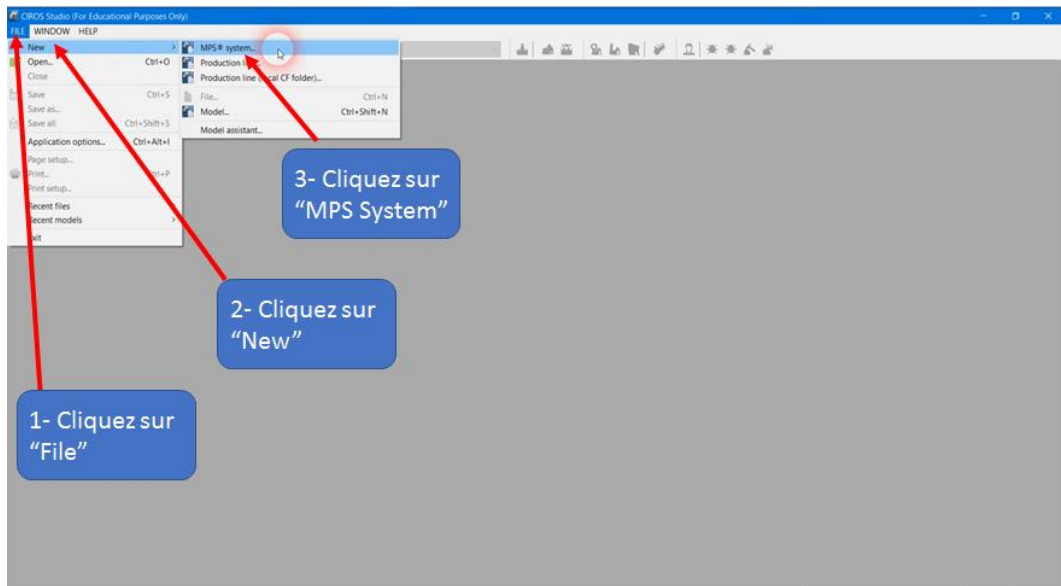 CIROS Studio (For Educational Purposes Only)
FILE WINDOW HELP
New
Open... Ctrl+O
Close
Save Ctrl+S
Save as...
Save all Ctrl+Shift+S
Application options... Ctrl+Alt+I
Page setup...
Print... Ctrl+P
Print setup...
Recent files
Recent models
Exit
MPS® system...
Production
Production line (local CF folder)...
File... Ctrl+N
Model... Ctrl+Shift+N
Model assistant...
3- Cliquez sur
“MPS System”
2- Cliquez sur
“New”
1- Cliquez sur
“File”